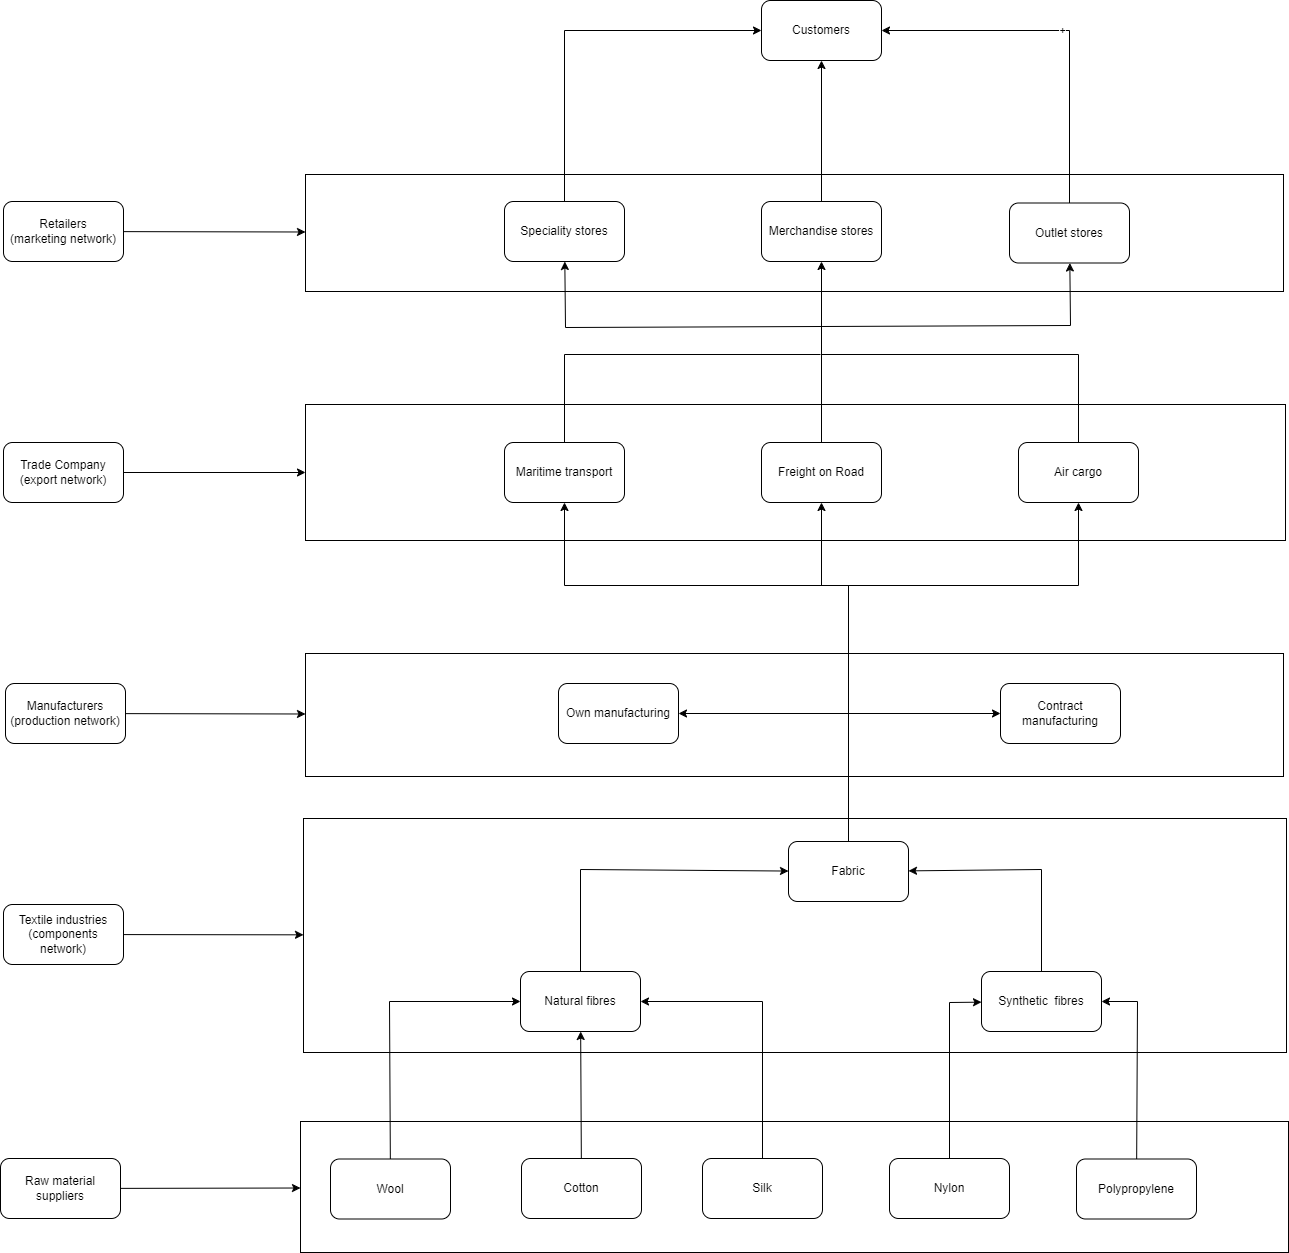 Customers
+
Retailers
(marketing network)
Speciality stores
Merchandise stores
Outlet stores
Trade Company
(export network)
Maritime transport
Freight on Road
Air cargo
Manufacturers
(production network)
Own manufacturing
Contract
manufacturing
Textile industries
(components
network)
Fabric
Natural fibres
Synthetic  fibres
Raw material
suppliers
Wool
Cotton
Silk
Nylon
Polypropylene